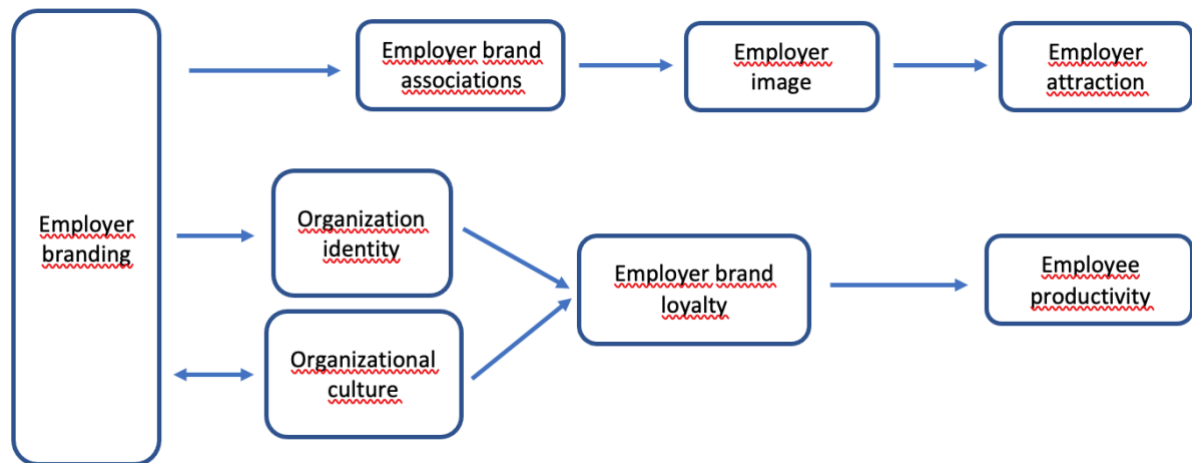 Employer brand
associations
Employer
image
Employer
attraction
Employer
branding
Organization
identity
Employer brand
loyalty
Employee
productivity
Organizational
culture